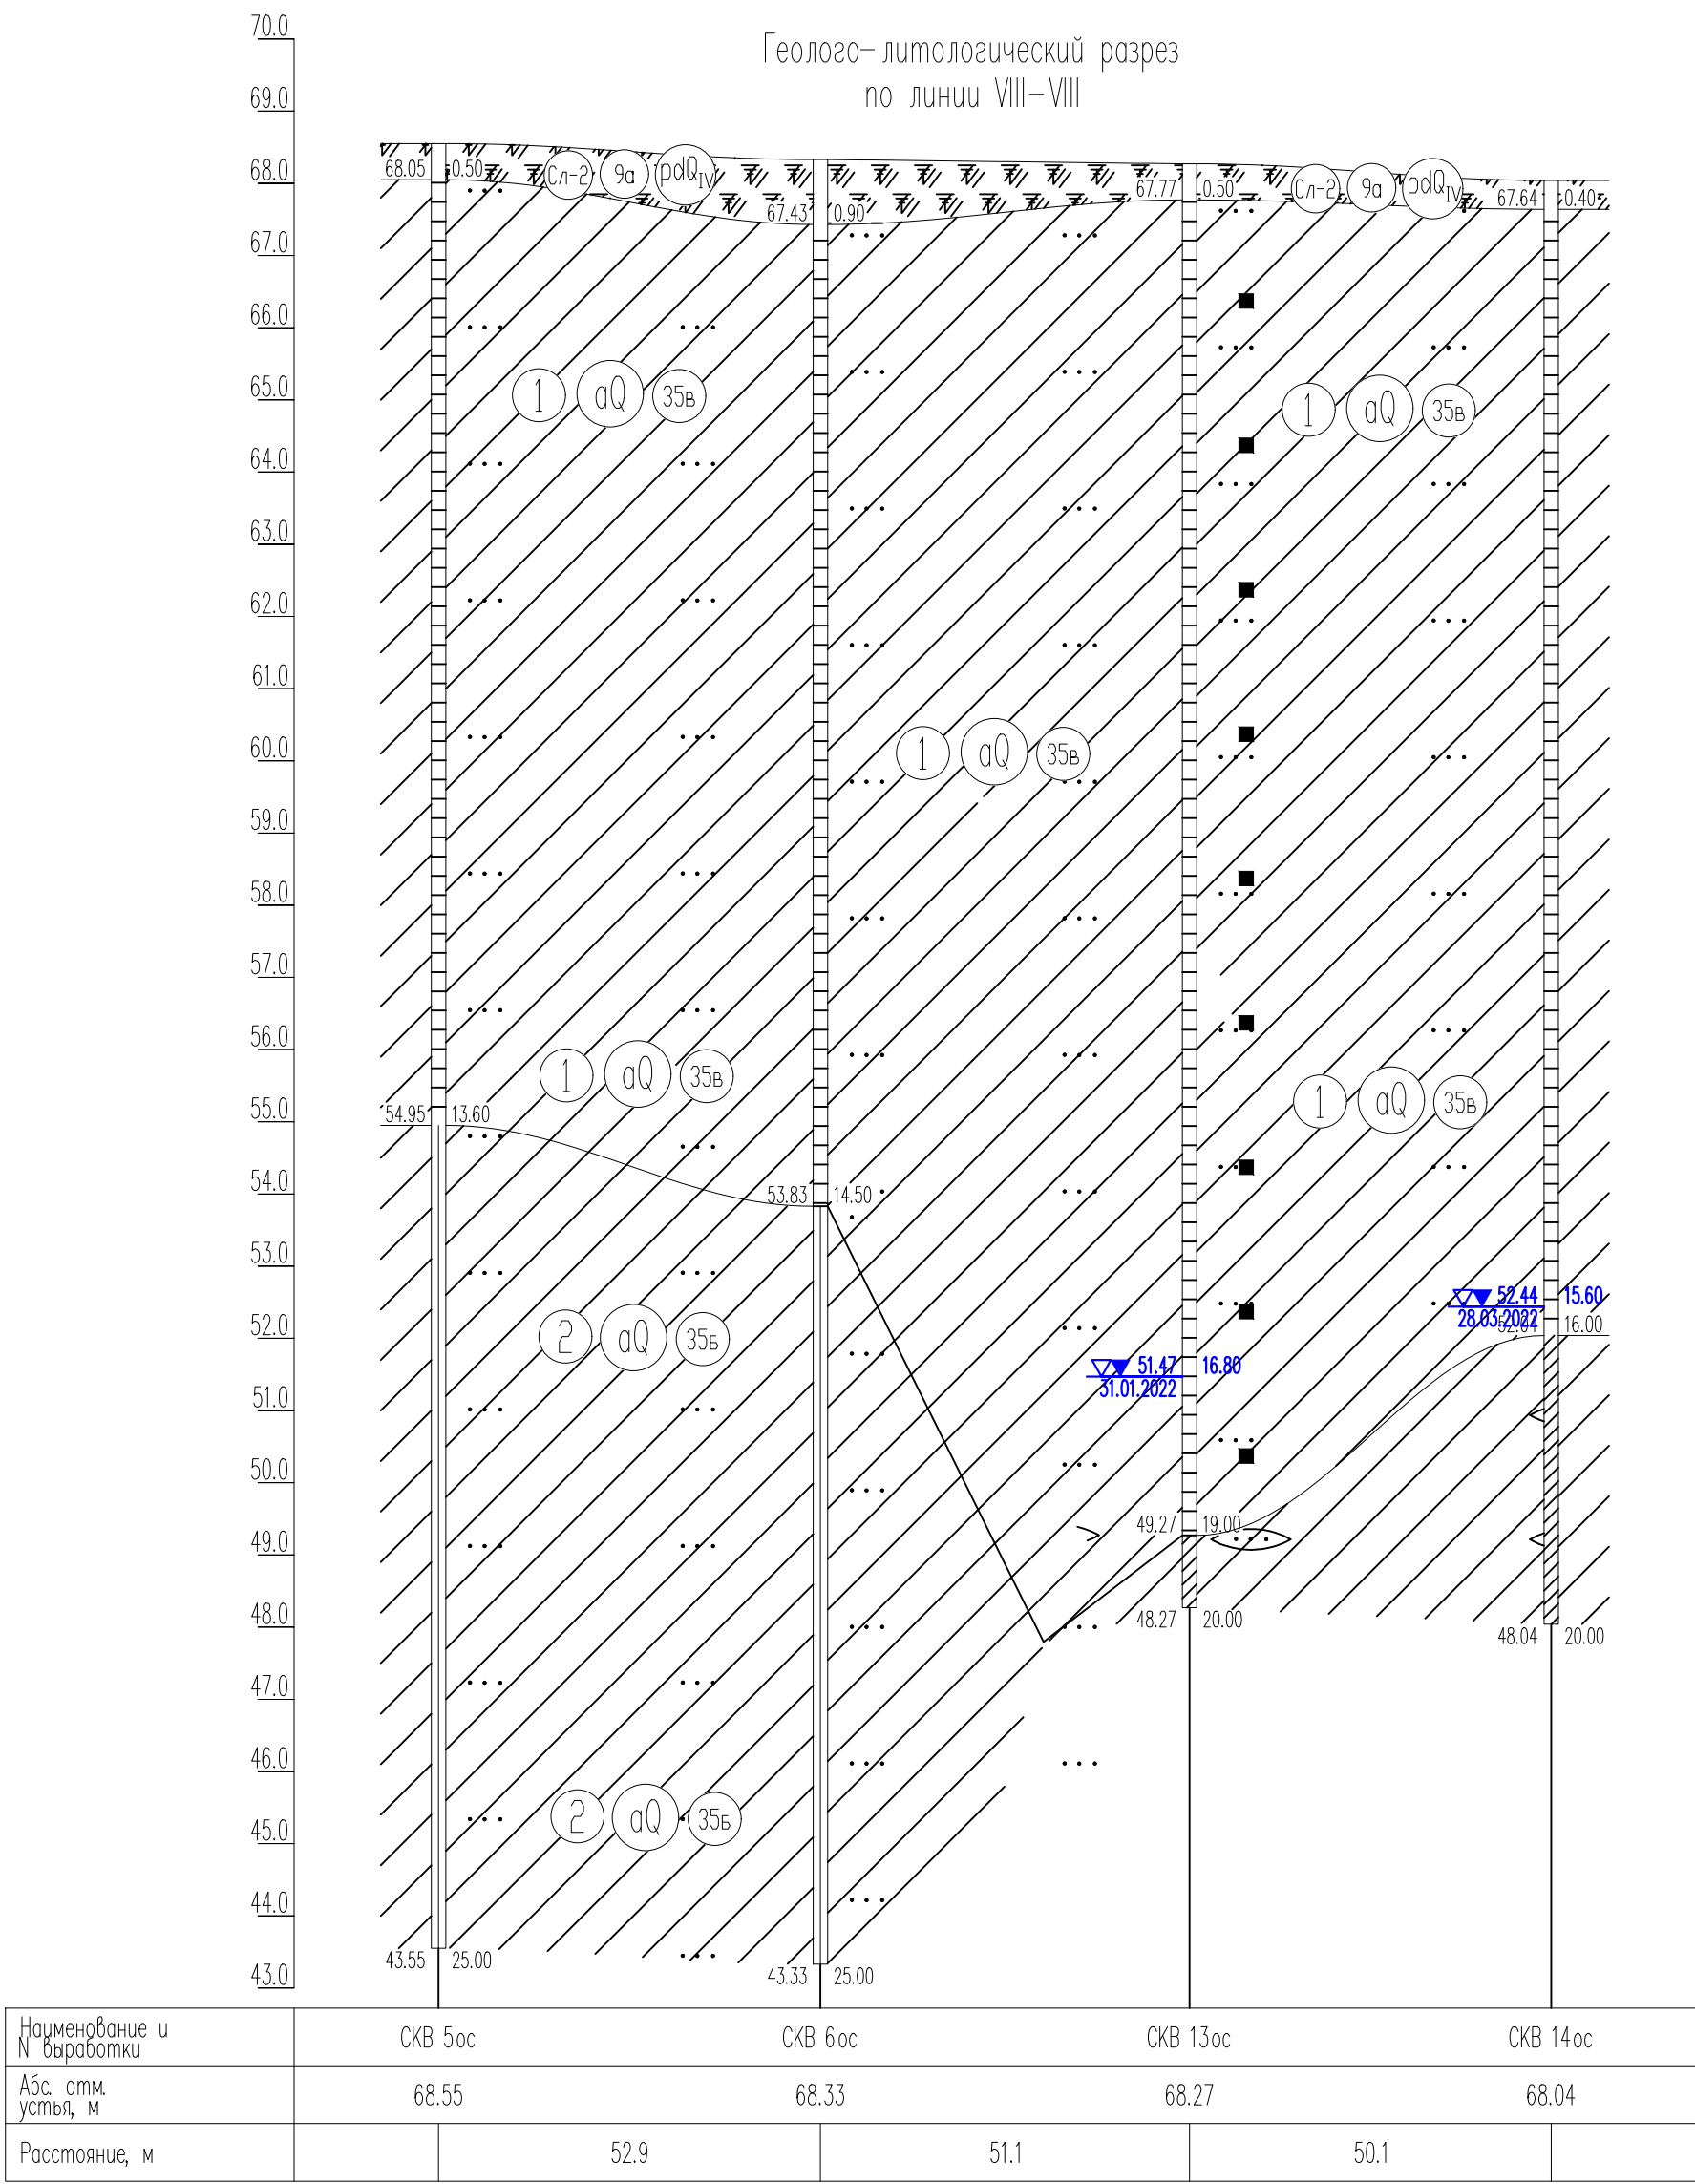 Геолого-литологический разрез
по линии VIII-VIII
70.0
69.0
68.0
67.0
66.0
65.0
64.0
63.0
62.0
61.0
60.0
59.0
58.0
57.0
56.0
55.0
54.0
53.0
52.0
51.0
50.0
49.0
48.0
47.0
46.0
45.0
44.0
43.0
68.05 0.50 Сл-2 9а pdQIV
67.43 0.90
67.77 0.50 Сл-2 9а pdQIV
67.64 0.40
1 aQ 35в
1 aQ 35в
1 aQ 35в
1 aQ 35в
1 aQ 35в
54.95 13.60
53.83 14.50
52.44 15.60
28.03.2022
16.00
2 aQ 35Б
51.47 16.80
31.01.2022
49.27 19.00
48.27 20.00
48.04 20.00
2 aQ 35Б
43.55 25.00
43.33 25.00
Наименование и
N выработки
СКВ 5ос СКВ 6ос СКВ 13ос СКВ 14ос
Абс. отм.
устья, м
68.55 68.33 68.27 68.04
Расстояние, м 52.9 51.1 50.1